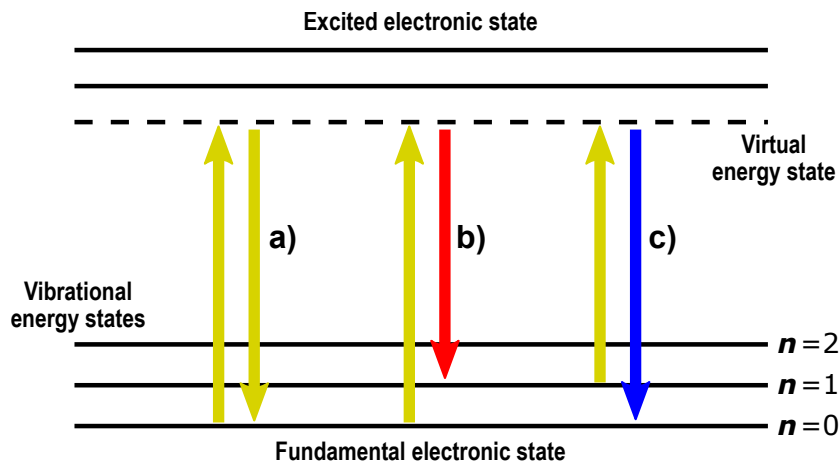 Excited electronic state
Virtual
energy state
a)
b)
c)
Vibrational
energy states
n=2
n=1
n=0
Fundamental electronic state